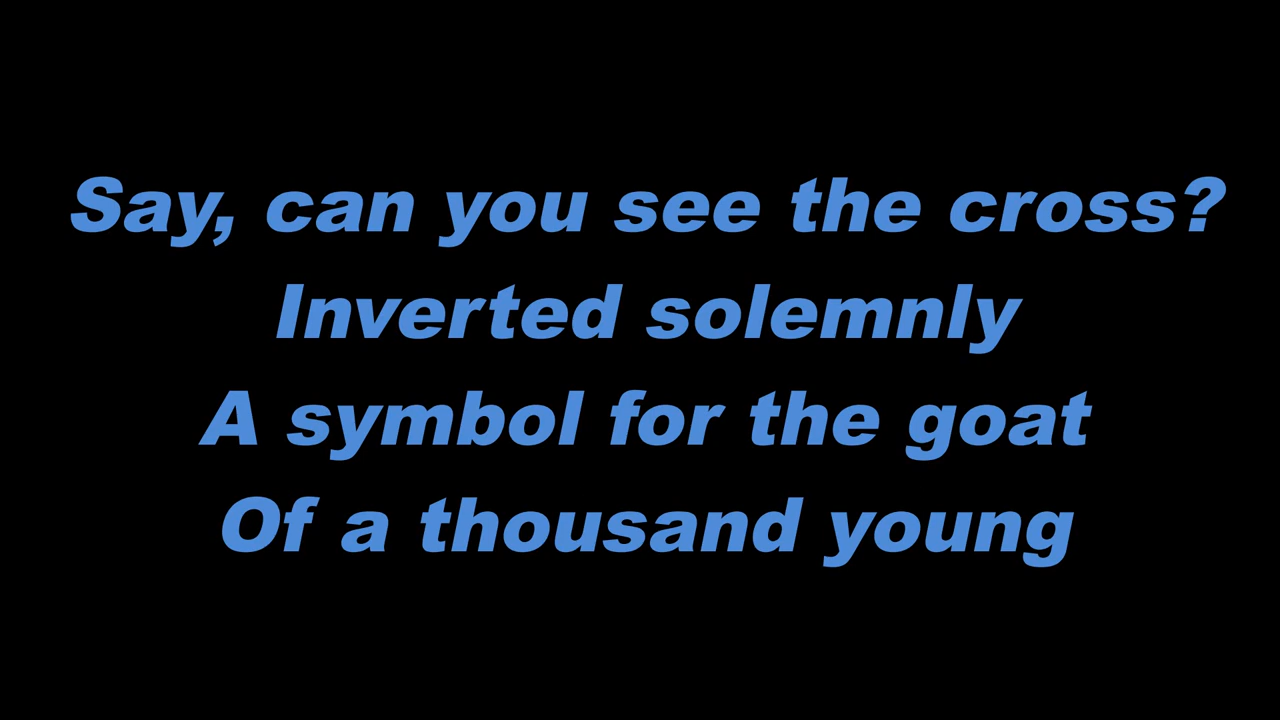 Say, can you see the cross?
Inverted solemnly
A symbol for the goat
Of a thousand young